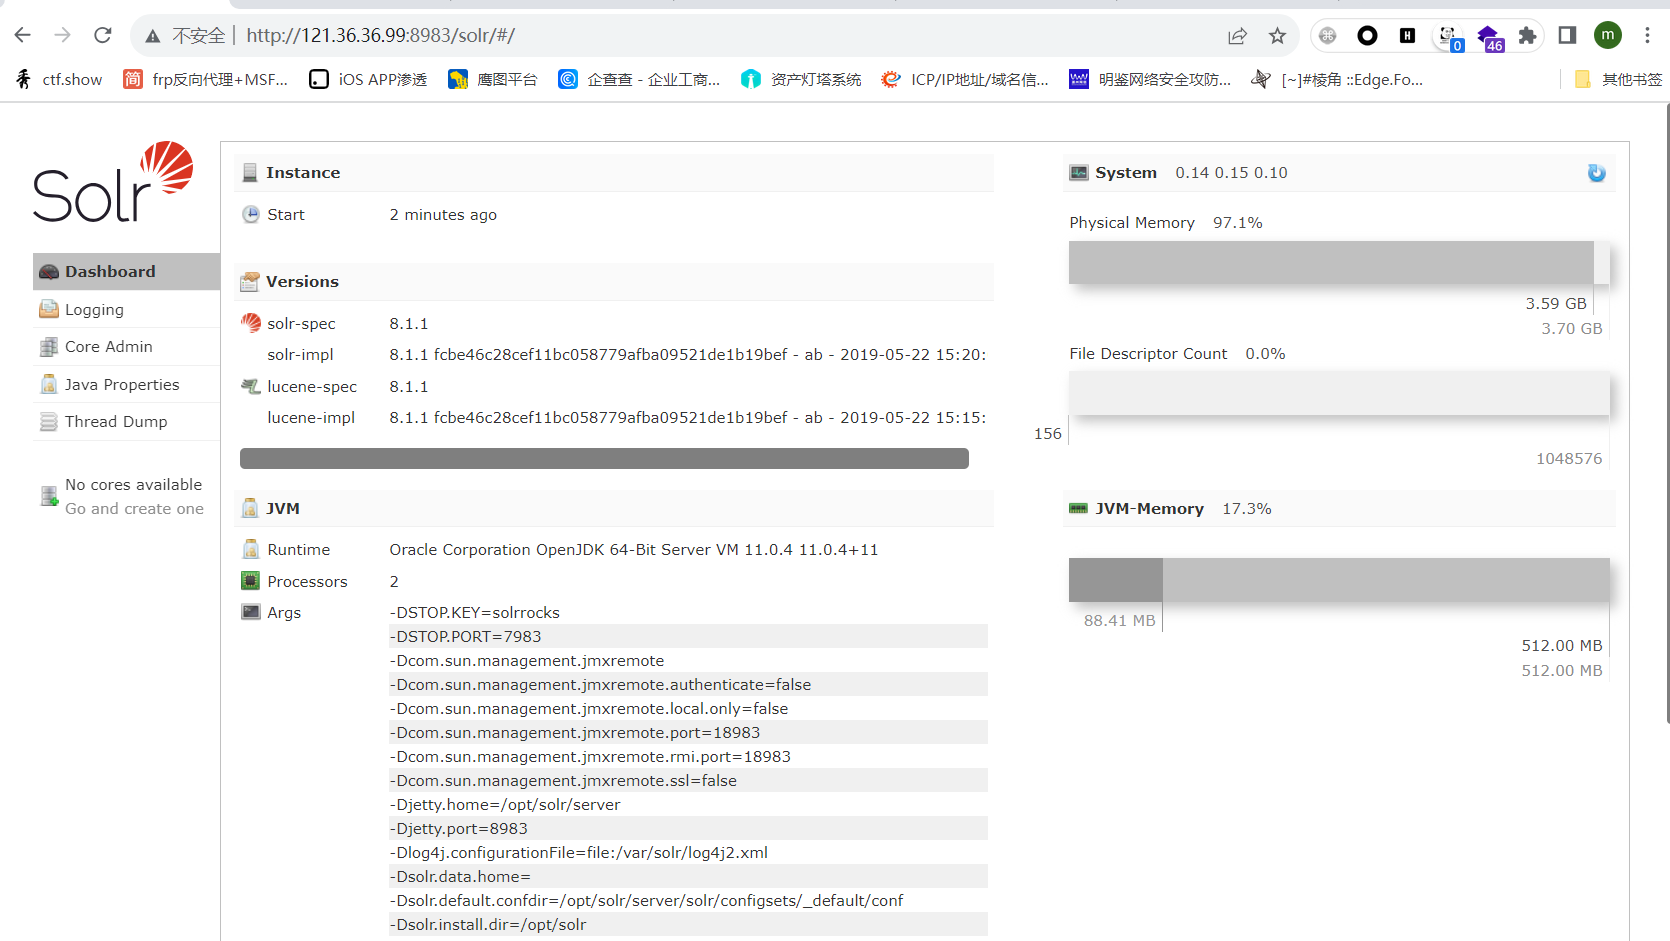 不安全 | http://121.36.36.99:8983/solr/#/
0
46
m
ctf.show 简 frp反向代理+MSF... iOS APP渗透 鹰图平台 企查查 - 企业工商... 资产灯塔系统 ICP/IP地址/域名信... 明鉴网络安全攻防... [~]#棱角 ::Edge.Fo... 其他书签
Solr
Dashboard
Logging
Core Admin
Java Properties
Thread Dump
No cores available
Go and create one
Instance
Start 2 minutes ago
Versions
solr-spec 8.1.1
solr-impl 8.1.1 fcbe46c28cef11bc058779afba09521de1b19bef - ab - 2019-05-22 15:20:
lucene-spec 8.1.1
lucene-impl 8.1.1 fcbe46c28cef11bc058779afba09521de1b19bef - ab - 2019-05-22 15:15:
JVM
Runtime Oracle Corporation OpenJDK 64-Bit Server VM 11.0.4 11.0.4+11
Processors 2
Args -DSTOP.KEY=solrrocks
-DSTOP.PORT=7983
-Dcom.sun.management.jmxremote
-Dcom.sun.management.jmxremote.authenticate=false
-Dcom.sun.management.jmxremote.local.only=false
-Dcom.sun.management.jmxremote.port=18983
-Dcom.sun.management.jmxremote.rmi.port=18983
-Dcom.sun.management.jmxremote.ssl=false
-Djetty.home=/opt/solr/server
-Djetty.port=8983
-Dlog4j.configurationFile=file:/var/solr/log4j2.xml
-Dsolr.data.home=
-Dsolr.default.confdir=/opt/solr/server/solr/configsets/_default/conf
-Dsolr.install.dir=/opt/solr
System 0.14 0.15 0.10
Physical Memory 97.1%
3.59 GB
3.70 GB
File Descriptor Count 0.0%
156
1048576
JVM-Memory 17.3%
88.41 MB
512.00 MB
512.00 MB